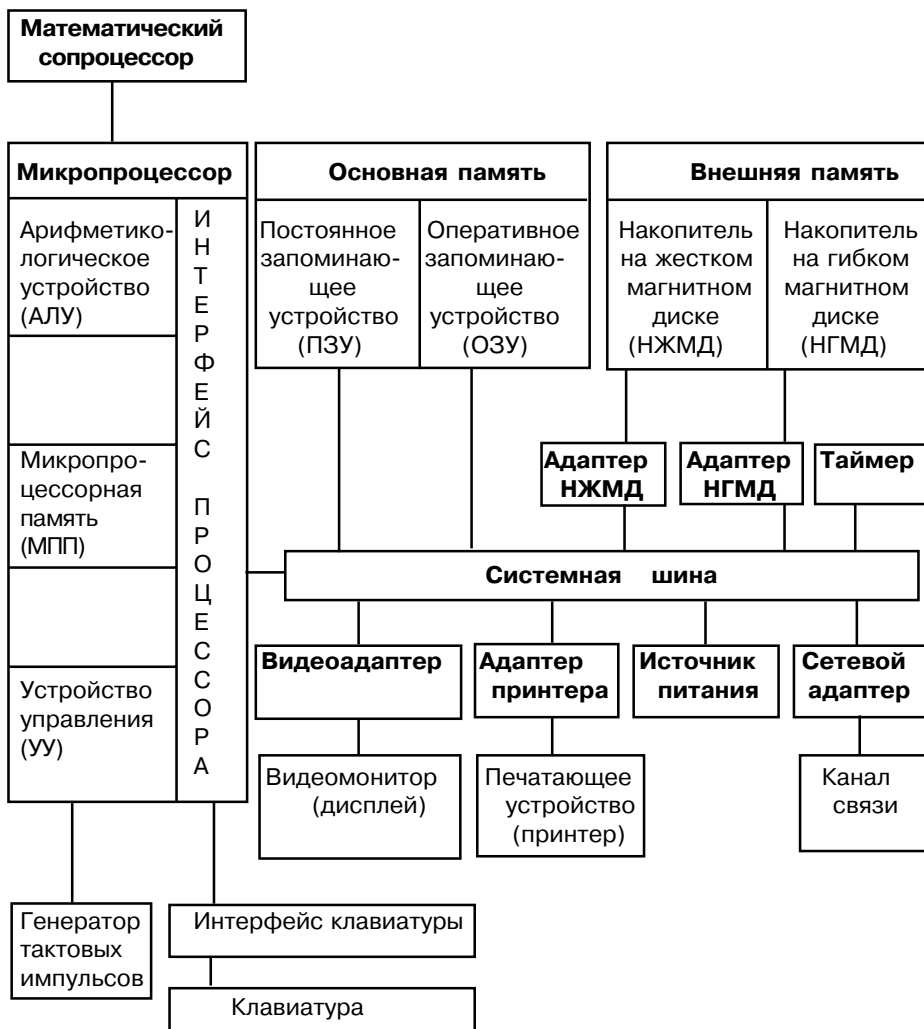 Математический
сопроцессор
Микропроцессор
Арифметико-
логическое
устройство
(АЛУ)
Микропро-
цессорная
память
(МПП)
Устройство
управления
(УУ)
ИНТЕРФЕЙС ПРОЦЕССОРА
Основная память
Постоянное
запоминаю-
щее
устройство
(ПЗУ)
Оперативное
запоминаю-
щее
устройство
(ОЗУ)
Внешняя память
Накопитель
на жестком
магнитном
диске
(НЖМД)
Накопитель
на гибком
магнитном
диске
(НГМД)
Адаптер
НЖМД
Адаптер
НГМД
Таймер
Системная шина
Видеоадаптер
Адаптер
принтера
Источник
питания
Сетевой
адаптер
Видеомонитор
(дисплей)
Печатающее
устройство
(принтер)
Канал
связи
Генератор
тактовых
импульсов
Интерфейс клавиатуры
Клавиатура